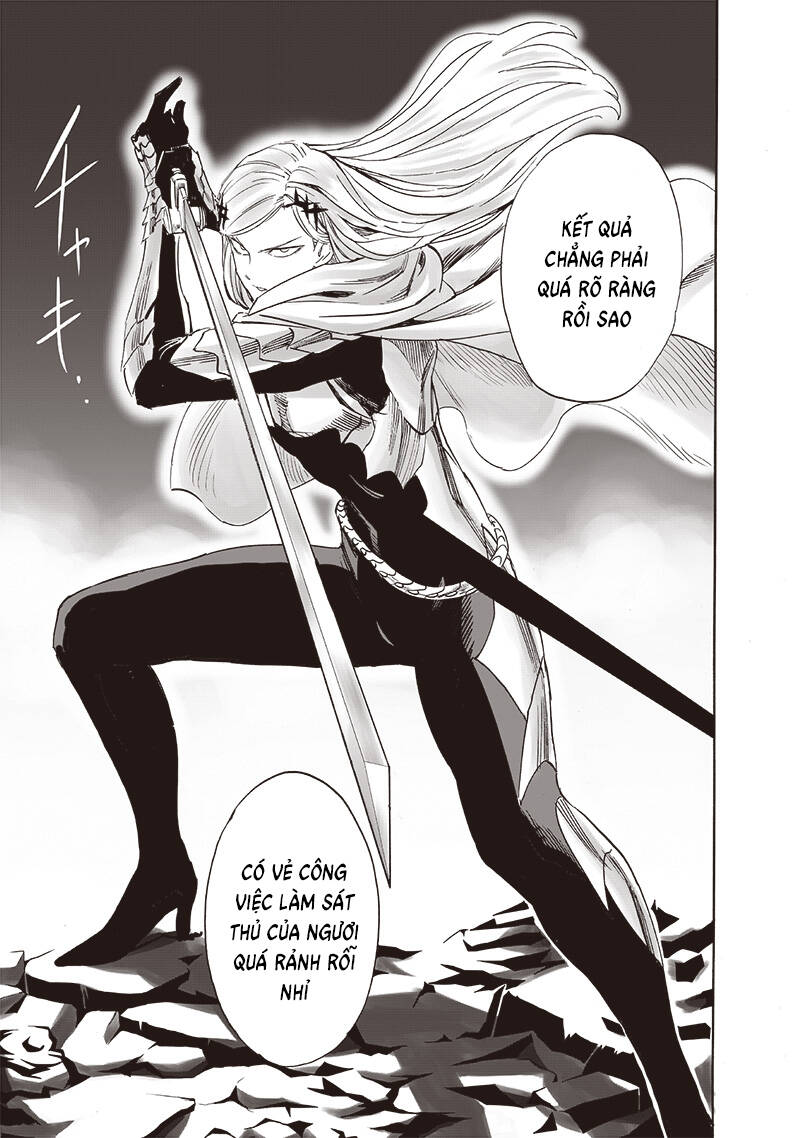 KẾT QUẢ
CHẲNG PHẢI
QUÁ RÕ RÀNG
RỒI SAO
チャキ..
CÓ VẺ CÔNG
VIỆC LÀM SÁT
THỦ CỦA NGƯƠI
QUÁ RẢNH RỖI
NHỈ